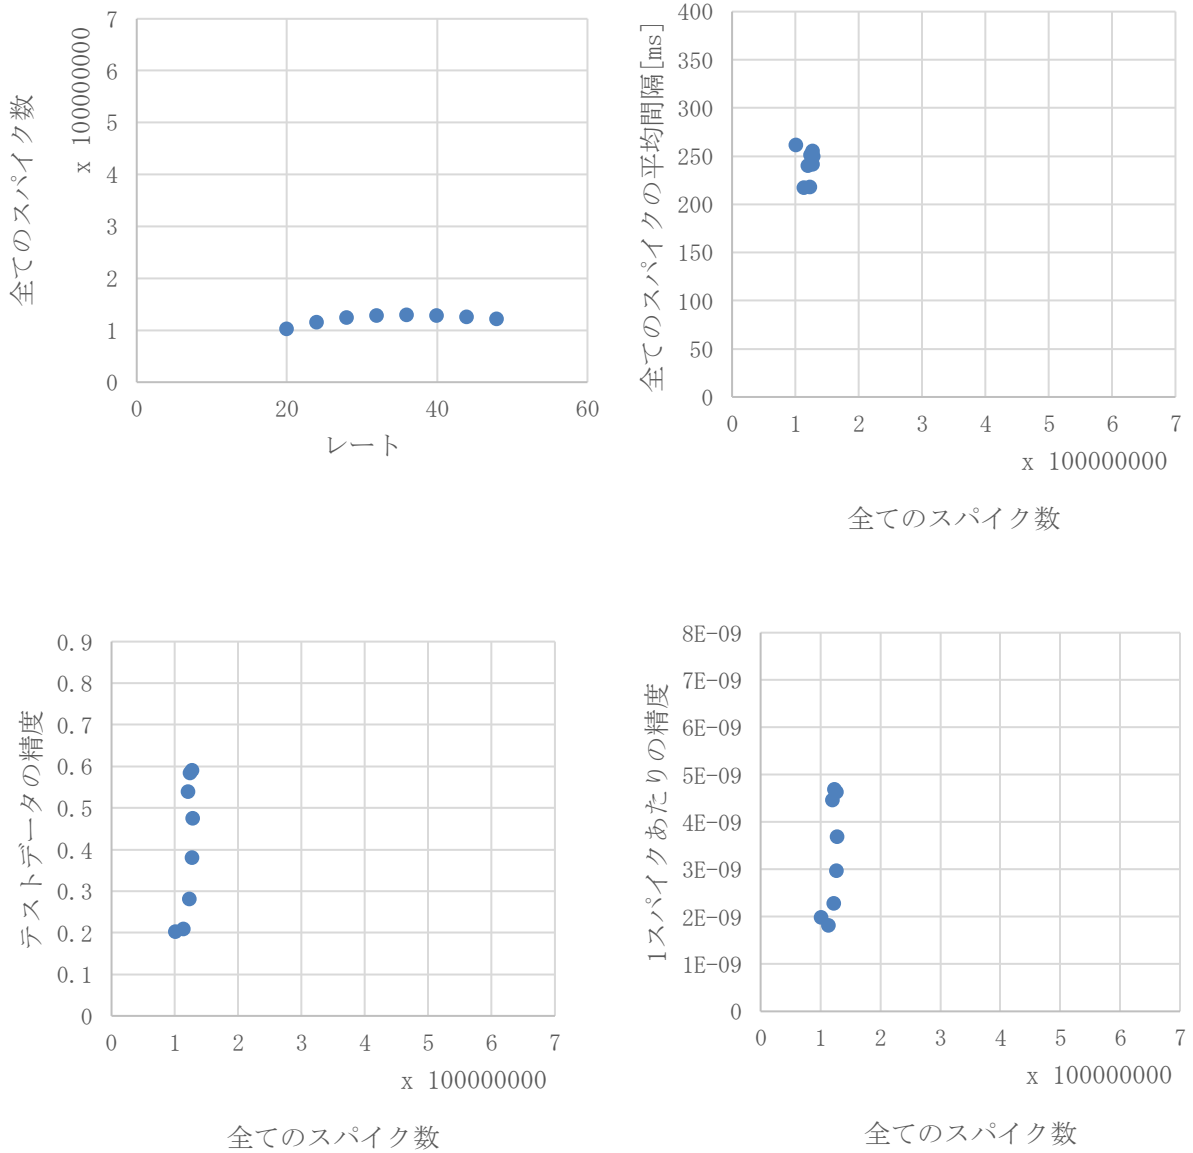 全てのスパイク数
x 100000000
7
6
5
4
3
2
1
0
0 20 40 60
レート
全てのスパイクの平均間隔[ms]
400
350
300
250
200
150
100
50
0
0 1 2 3 4 5 6 7
x 100000000
全てのスパイク数
テストデータの精度
0.9
0.8
0.7
0.6
0.5
0.4
0.3
0.2
0.1
0
0 1 2 3 4 5 6 7
x 100000000
全てのスパイク数
1スパイクあたりの精度
8E-09
7E-09
6E-09
5E-09
4E-09
3E-09
2E-09
1E-09
0
0 1 2 3 4 5 6 7
x 100000000
全てのスパイク数